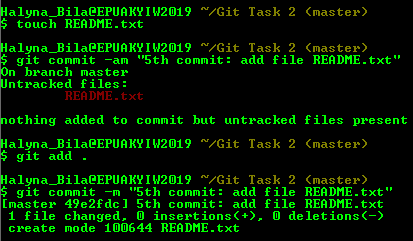 Halyna_Bila@EPUAKYIW2019 ~/Git Task 2 (master)
$ touch README.txt
Halyna_Bila@EPUAKYIW2019 ~/Git Task 2 (master)
$ git commit -am "5th commit: add file README.txt"
On branch master
Untracked files:
README.txt
nothing added to commit but untracked files present
Halyna_Bila@EPUAKYIW2019 ~/Git Task 2 (master)
$ git add .
Halyna_Bila@EPUAKYIW2019 ~/Git Task 2 (master)
$ git commit -m "5th commit: add file README.txt"
[master 49e2fdc] 5th commit: add file README.txt
1 file changed, 0 insertions(+), 0 deletions(-)
create mode 100644 README.txt